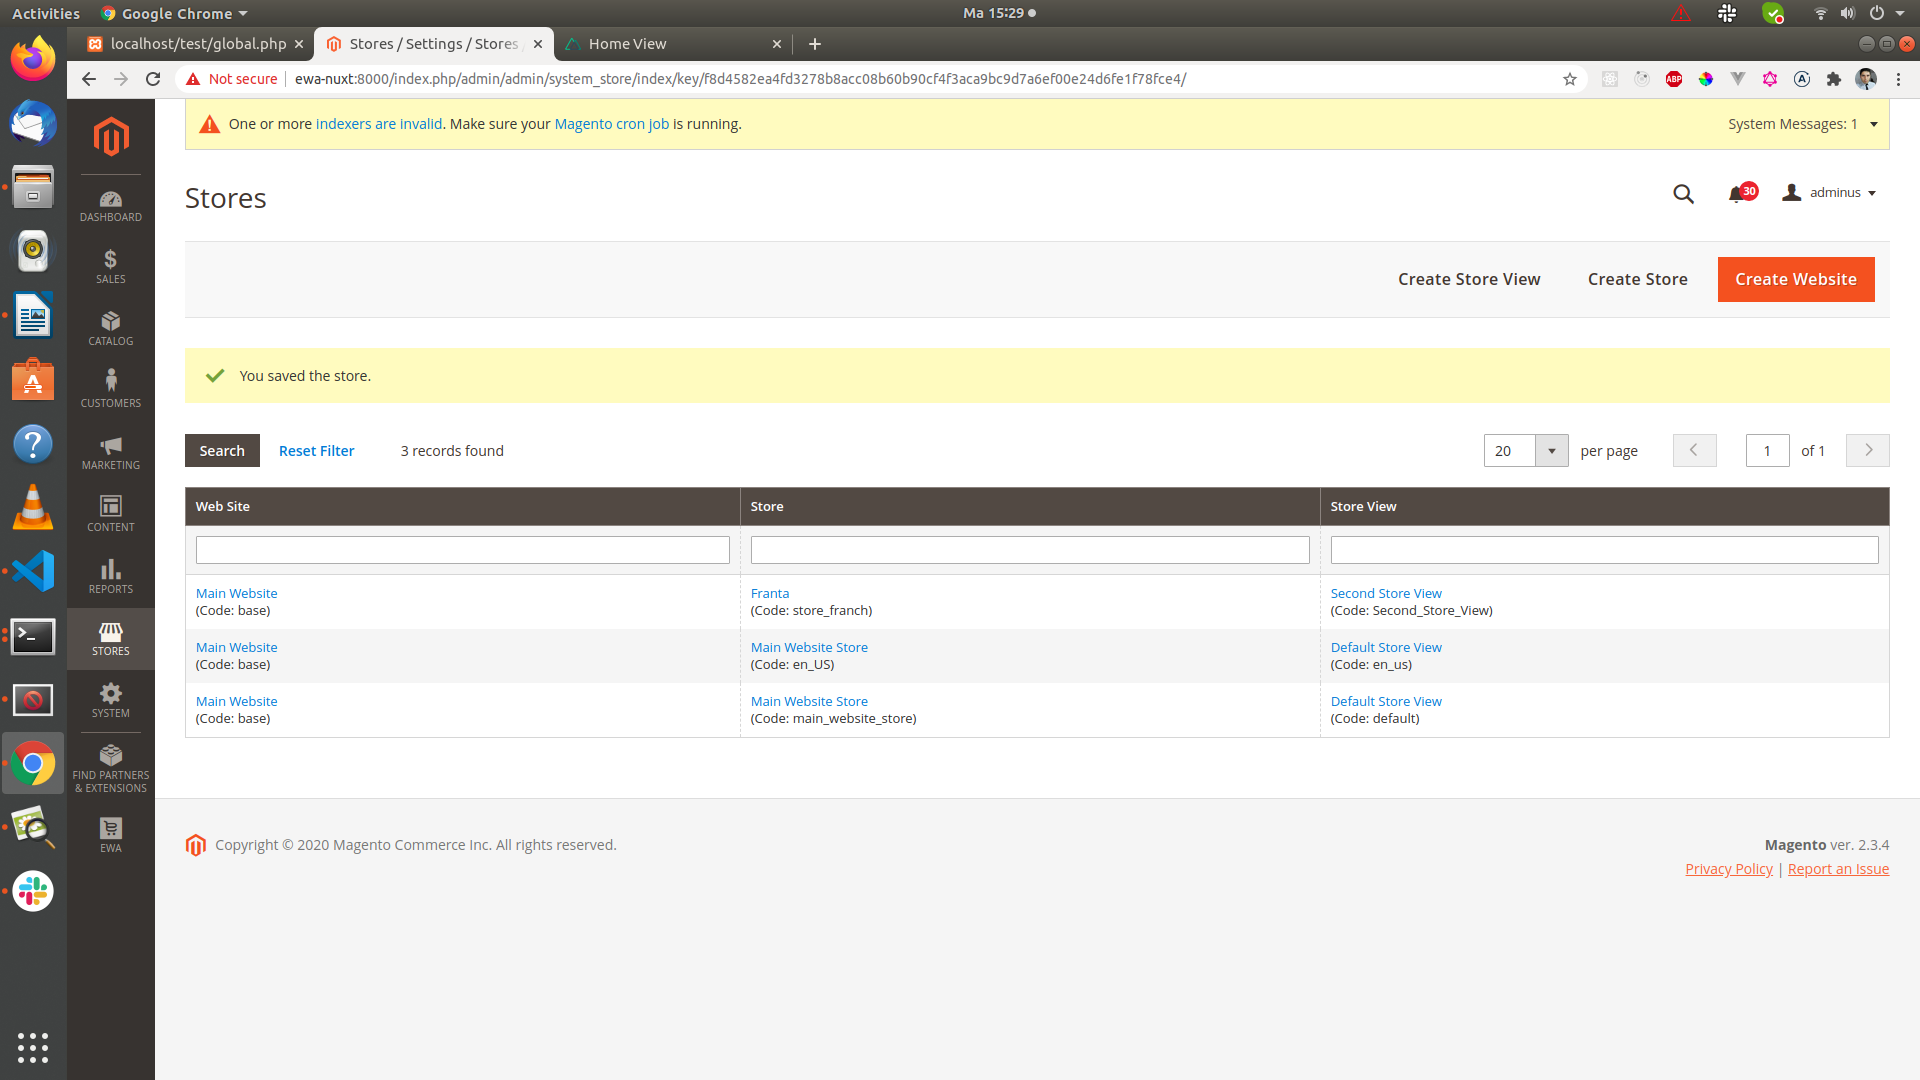 Activities
Google Chrome
Ma 15:29
localhost/test/global.php
Stores / Settings / Stores
Home View
Not secure
ewa-nuxt:8000/index.php/admin/admin/system_store/index/key/f8d4582ea4fd3278b8acc08b60b90cf4f3aca9bc9d7a6ef00e24d6fe1f78fce4/
ABP
One or more indexers are invalid. Make sure your Magento cron job is running.
System Messages: 1
DASHBOARD
SALES
CATALOG
CUSTOMERS
MARKETING
CONTENT
REPORTS
STORES
SYSTEM
FIND PARTNERS
& EXTENSIONS
EWA
Stores
30
adminus
Create Store View
Create Store
Create Website
You saved the store.
Search
Reset Filter
3 records found
20
per page
1
of 1
Web Site
Store
Store View
Main Website
(Code: base)
Franta
(Code: store_franch)
Second Store View
(Code: Second_Store_View)
Main Website
(Code: base)
Main Website Store
(Code: en_US)
Default Store View
(Code: en_us)
Main Website
(Code: base)
Main Website Store
(Code: main_website_store)
Default Store View
(Code: default)
Copyright © 2020 Magento Commerce Inc. All rights reserved.
Magento ver. 2.3.4
Privacy Policy | Report an Issue